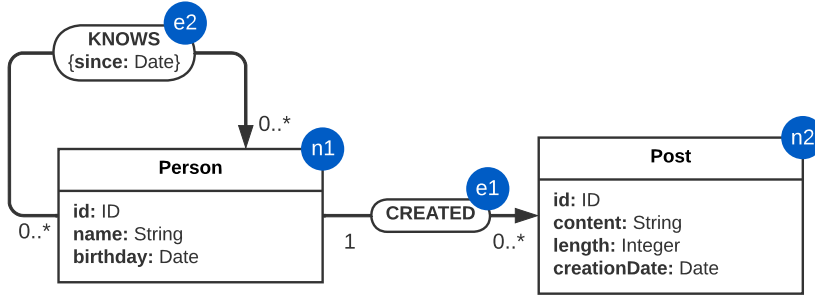 e2
KNOWS
{since: Date}
0..*
n1
Person
id: ID
name: String
birthday: Date
0..*
1
e1
CREATED
0..*
n2
Post
id: ID
content: String
length: Integer
creationDate: Date